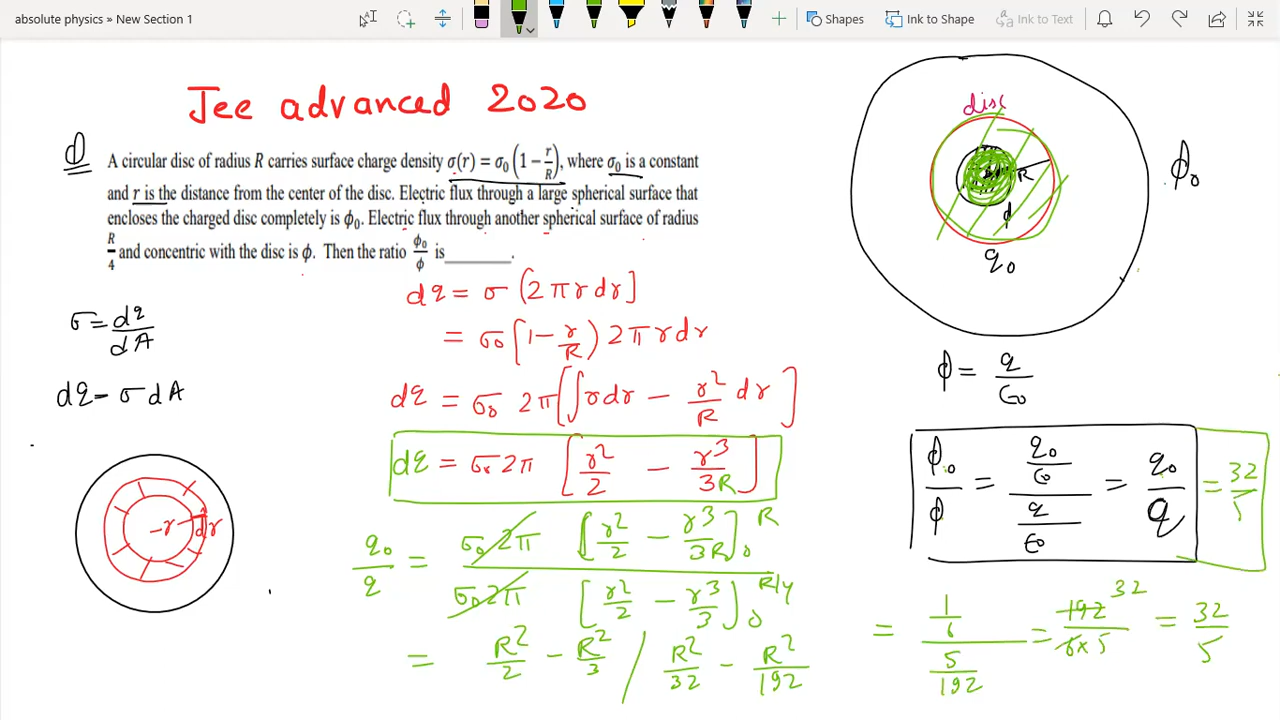 absolute physics » New Section 1
Shapes
Ink to Shape
Ink to Text
Jee advanced 2020
Φ A circular disc of radius R carries surface charge density σ(r) = σ₀(1 − r/R), where σ₀ is a constant
and r is the distance from the center of the disc. Electric flux through a large spherical surface that
encloses the charged disc completely is ϕ₀. Electric flux through another spherical surface of radius
R/4 and concentric with the disc is ϕ. Then the ratio ϕ₀/ϕ is______.
σ = dq/dA
dq = σ dA
r dr
dq = σ (2πr dr]
= σ₀ [1 − r/R) 2πr dr
dq = σ₀ 2π [∫r dr − r²/R dr]
dq = σ₀ 2π [r²/2 − r³/3R]
q₀/q = σ₀ 2π [r²/2 − r³/3R]₀ R
σ₀ 2π [r²/2 − r³/3]₀ R/4
= R²/2 − R²/3 / R²/32 − R²/192
disc
R
ϕ
q₀
ϕ₀
ϕ = q/ε₀
ϕ₀/ϕ = (q₀/ε₀)/(q/ε₀) = q₀/q = 32/5
= (1/6)/(5/192) = 192/6×5 32 = 32/5